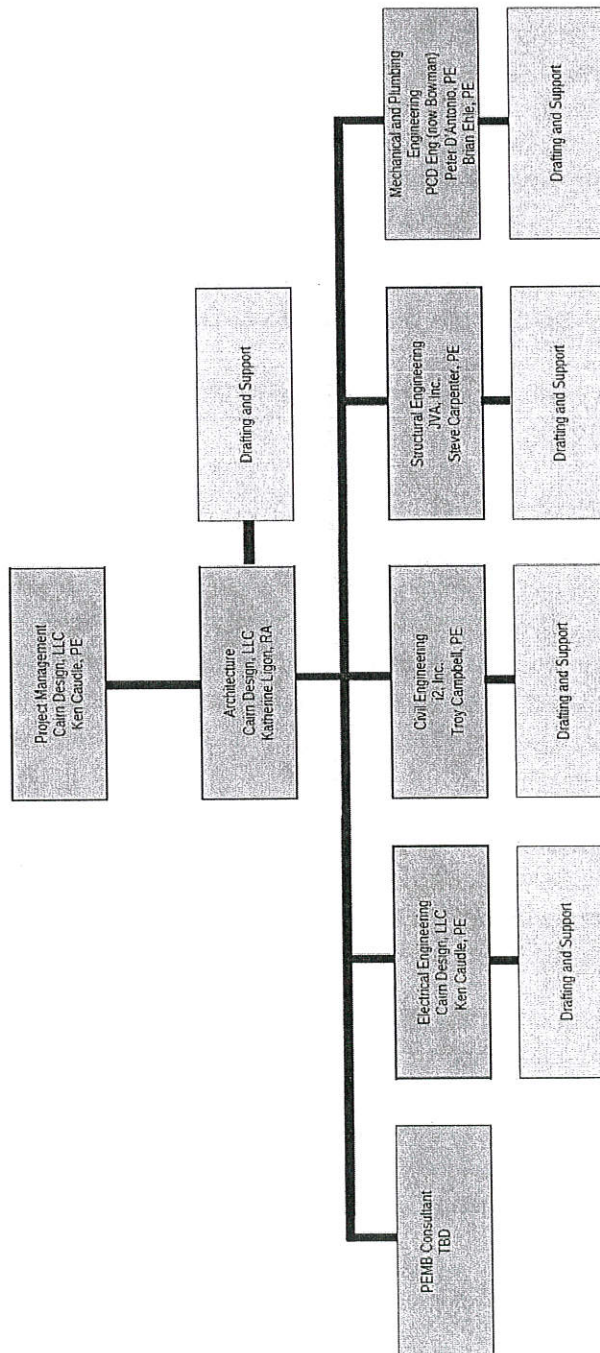 Project Management
Cairn Design, LLC
Ken Caudle, PE
Architecture
Cairn Design, LLC
Katherine Ligon, RA
Drafting and Support
PEMB Consultant
TBD
Electrical Engineering
Cairn Design, LLC
Ken Caudle, PE
Civil Engineering
i2, Inc.
Troy Campbell, PE
Structural Engineering
JVA, Inc.
Steve Carpenter, PE
Mechanical and Plumbing
Engineering
PCD Eng (now Bowman)
Peter D'Antonio, PE
Brian Ehle, PE
Drafting and Support
Drafting and Support
Drafting and Support
Drafting and Support